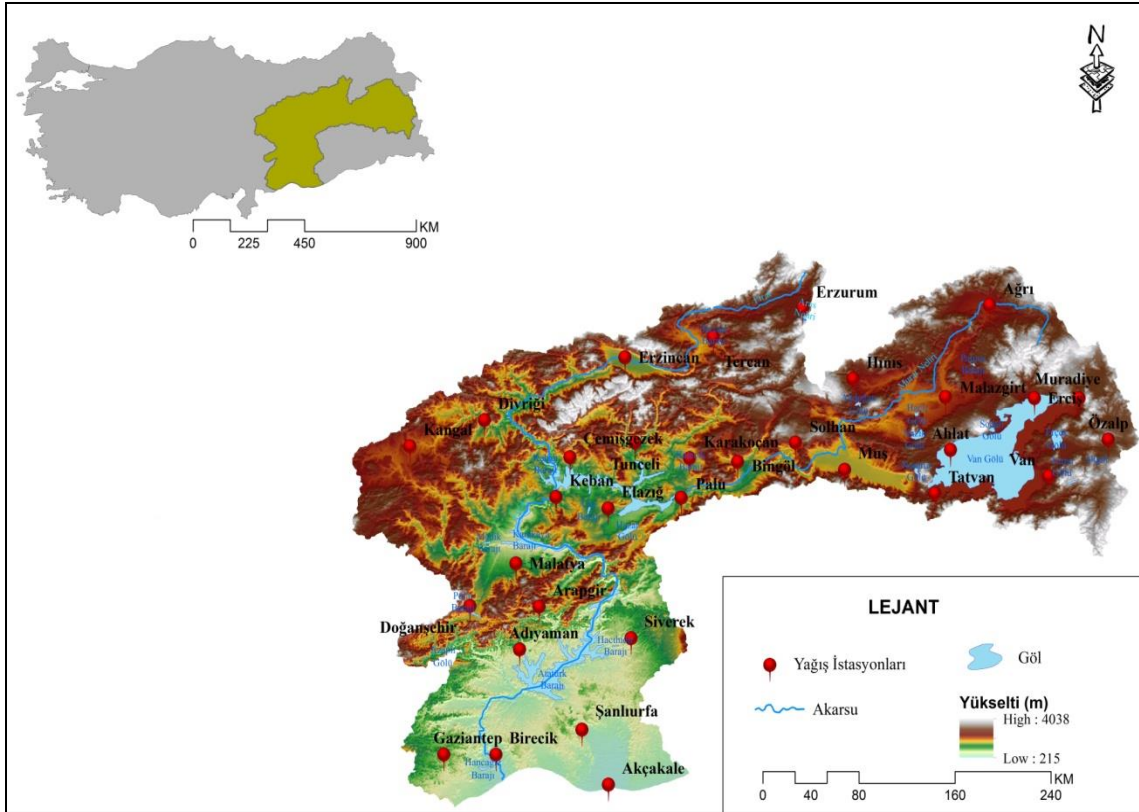 N
KM
0 225 450 900
Erzurum
Ağrı
Erzincan
Tercan
Hınıs
Malazgirt
Muradiye
Erciş
Divriği
Kangal
Çemişgezek
Tunceli
Karakoçan
Solhan
Ahlat
Özalp
Van Gölü
Van
Bingöl
Muş
Tatvan
Keban
Elazığ
Palu
Malatya
Arapgir
Doğanşehir
Adıyaman
Siverek
Atatürk
Barajı
Şanlıurfa
Gaziantep
Birecik
Hancağız
Barajı
Akçakale
LEJANT
Yağış İstasyonları
Göl
Akarsu
Yükselti (m)
High : 4038
Low : 215
KM
0 40 80 160 240